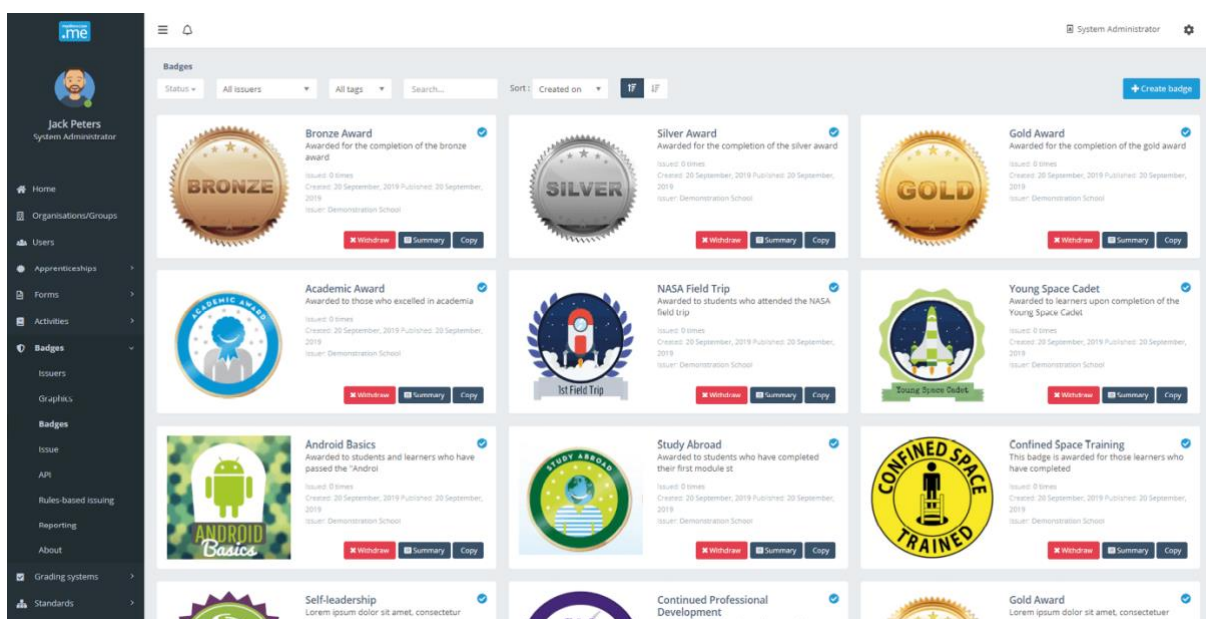 .me
System Administrator
Jack Peters
System Administrator
Home
Organisations/Groups
Users
Apprenticeships
Forms
Activities
Badges
Issuers
Graphics
Badges
Issue
API
Rules-based issuing
Reporting
About
Grading systems
Standards
Badges
Status
All issuers
All tags
Search...
Sort:
Created on
Create badge
BRONZE
Bronze Award
Awarded for the completion of the bronze
award
Issued: 0 times
Created: 20 September, 2019 Published: 20 September,
2019
Issuer: Demonstration School
Withdraw Summary Copy
SILVER
Silver Award
Awarded for the completion of the silver award
Issued: 0 times
Created: 20 September, 2019 Published: 20 September,
2019
Issuer: Demonstration School
Withdraw Summary Copy
GOLD
Gold Award
Awarded for the completion of the gold award
Issued: 0 times
Created: 20 September, 2019 Published: 20 September,
2019
Issuer: Demonstration School
Withdraw Summary Copy
ACADEMIC AWARD
Academic Award
Awarded to those who excelled in academia
Issued: 0 times
Created: 20 September, 2019 Published: 20 September,
2019
Issuer: Demonstration School
Withdraw Summary Copy
1st Field Trip
NASA Field Trip
Awarded to students who attended the NASA
field trip
Issued: 0 times
Created: 20 September, 2019 Published: 20 September,
2019
Issuer: Demonstration School
Withdraw Summary Copy
Young Space Cadet
Young Space Cadet
Awarded to learners upon completion of the
Young Space Cadet
Issued: 0 times
Created: 20 September, 2019 Published: 20 September,
2019
Issuer: Demonstration School
Withdraw Summary Copy
ANDROID
Basics
Android Basics
Awarded to students and learners who have
passed the "Androi
Issued: 0 times
Created: 20 September, 2019 Published: 20 September,
2019
Issuer: Demonstration School
Withdraw Summary Copy
STUDY ABROAD
Study Abroad
Awarded to students who have completed
their first module st
Issued: 0 times
Created: 20 September, 2019 Published: 20 September,
2019
Issuer: Demonstration School
Withdraw Summary Copy
CONFINED SPACE
TRAINED
Confined Space Training
This badge is awarded for those learners who
have completed
Issued: 0 times
Created: 20 September, 2019 Published: 20 September,
2019
Issuer: Demonstration School
Withdraw Summary Copy
Self-leadership
Lorem ipsum dolor sit amet, consectetur
Continued Professional
Development
Gold Award
Lorem ipsum dolor sit amet, consectetuer